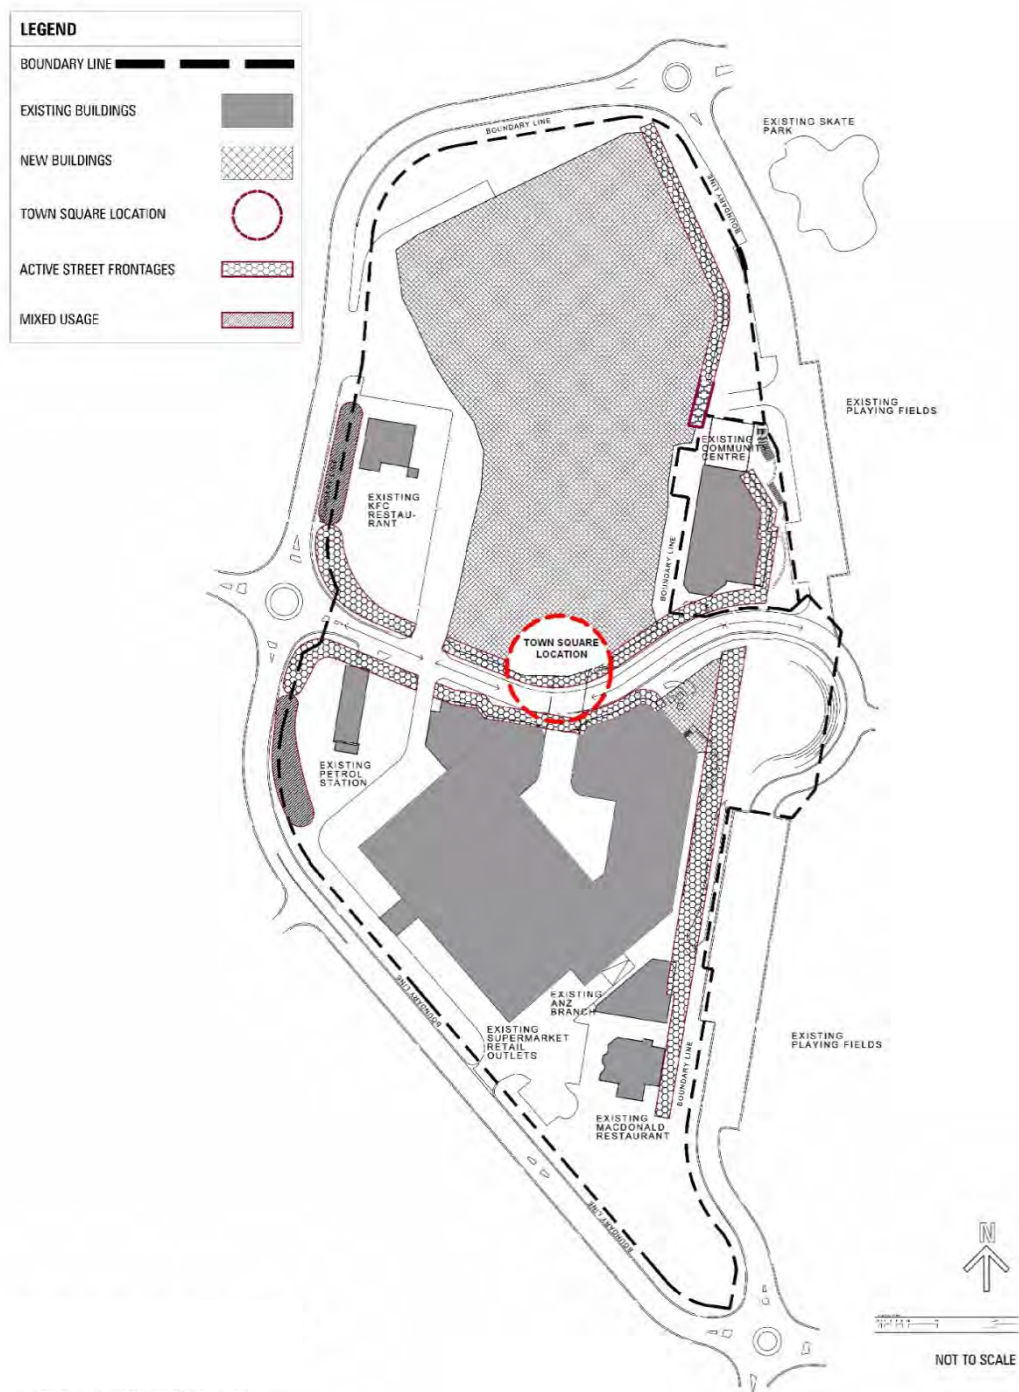 LEGEND
BOUNDARY LINE
EXISTING BUILDINGS
NEW BUILDINGS
TOWN SQUARE LOCATION
ACTIVE STREET FRONTAGES
MIXED USAGE
BOUNDARY LINE
EXISTING SKATE
PARK
BOUNDARY LINE
EXISTING
PLAYING FIELDS
EXISTING
COMMUNITY
CENTRE
EXISTING
KFC
RESTAU-
RANT
BOUNDARY LINE
TOWN SQUARE
LOCATION
EXISTING
PETROL
STATION
BOUNDARY LINE
EXISTING
ANZ
BRANCH
EXISTING
SUPERMARKET
RETAIL
OUTLETS
EXISTING
PLAYING FIELDS
BOUNDARY LINE
EXISTING
MACDONALD
RESTAURANT
BOUNDARY LINE
N
NOT TO SCALE